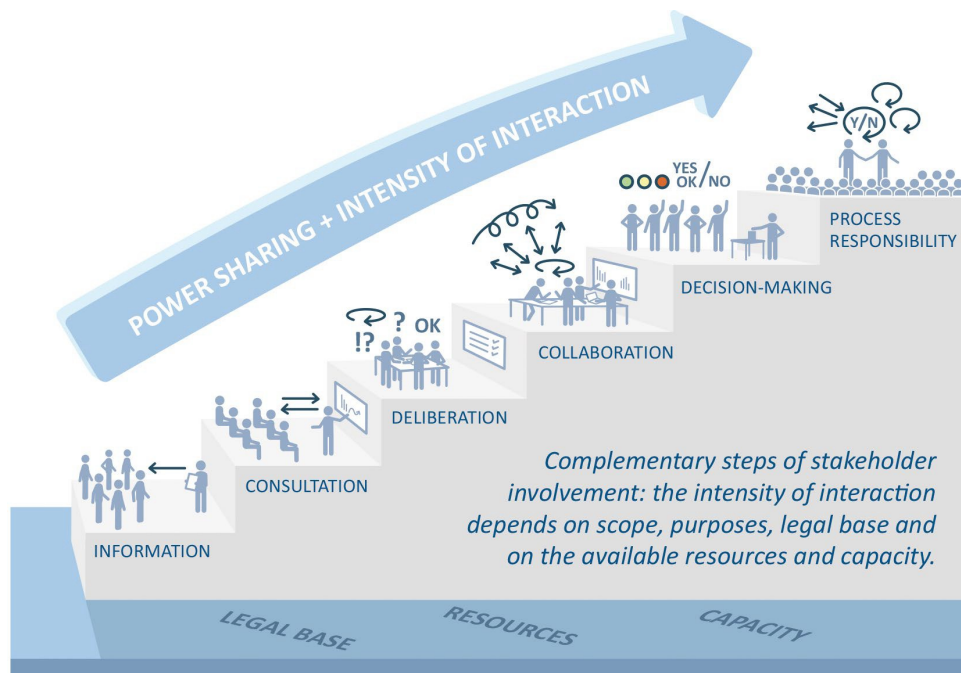 POWER SHARING + INTENSITY OF INTERACTION
Y/N
YES
OK/NO
PROCESS
RESPONSIBILITY
DECISION-MAKING
COLLABORATION
? OK
!?
DELIBERATION
CONSULTATION
INFORMATION
Complementary steps of stakeholder
involvement: the intensity of interaction
depends on scope, purposes, legal base and
on the available resources and capacity.
LEGAL BASE
RESOURCES
CAPACITY